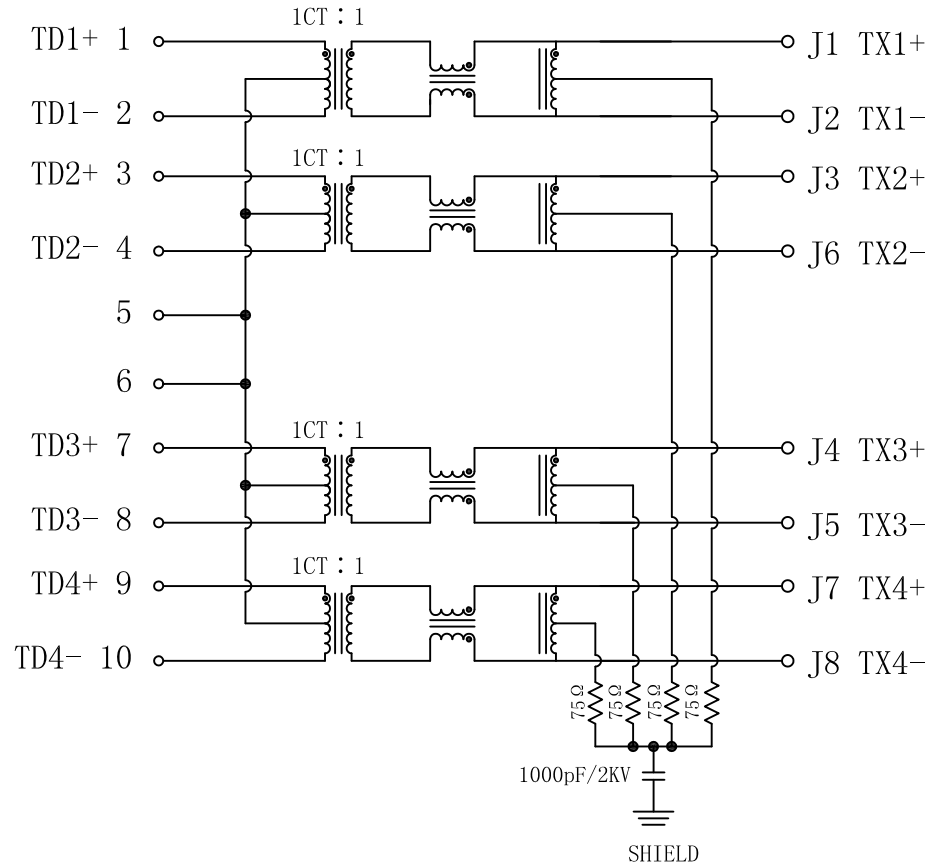 1CT：1
TD1+ 1
J1 TX1+
TD1- 2
J2 TX1-
1CT：1
TD2+ 3
J3 TX2+
TD2- 4
J6 TX2-
5
6
1CT：1
TD3+ 7
J4 TX3+
TD3- 8
J5 TX3-
1CT：1
TD4+ 9
J7 TX4+
TD4- 10
J8 TX4-
75Ω
75Ω
75Ω
75Ω
1000pF/2KV
SHIELD